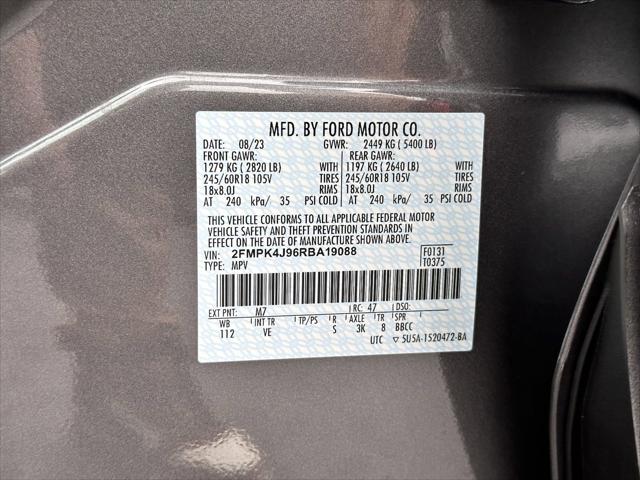 MFD. BY FORD MOTOR CO.
DATE: 08/23 GVWR: 2449 KG ( 5400 LB)
FRONT GAWR: REAR GAWR:
1279 KG ( 2820 LB) WITH 1197 KG ( 2640 LB) WITH
245/60R18 105V TIRES 245/60R18 105V TIRES
18x8.0J RIMS 18x8.0J RIMS
AT 240 kPa/ 35 PSI COLD AT 240 kPa/ 35 PSI COLD
THIS VEHICLE CONFORMS TO ALL APPLICABLE FEDERAL MOTOR
VEHICLE SAFETY AND THEFT PREVENTION STANDARDS IN
EFFECT ON THE DATE OF MANUFACTURE SHOWN ABOVE.
VIN: 2FMPK4J96RBA19088 F0131
TYPE: MPV T0375
EXT PNT: M7 RC: 47 DSO:
WB INT TR TP/PS R AXLE TR SPR
112 VE S 3K 8 BBCC
UTC ▽ 5U5A-1520472-BA